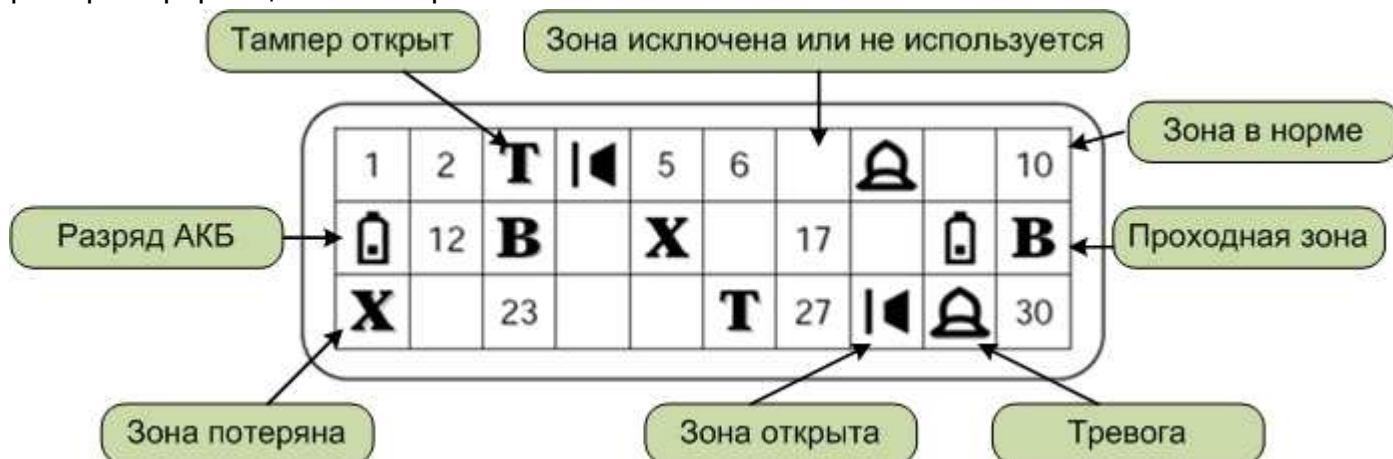 Тампер открыт
Зона исключена или не используется
Зона в норме
1 2 T 5 6 10
Разряд АКБ
12 B X 17 B
Проходная зона
X 23 T 27 30
Зона потеряна
Зона открыта
Тревога